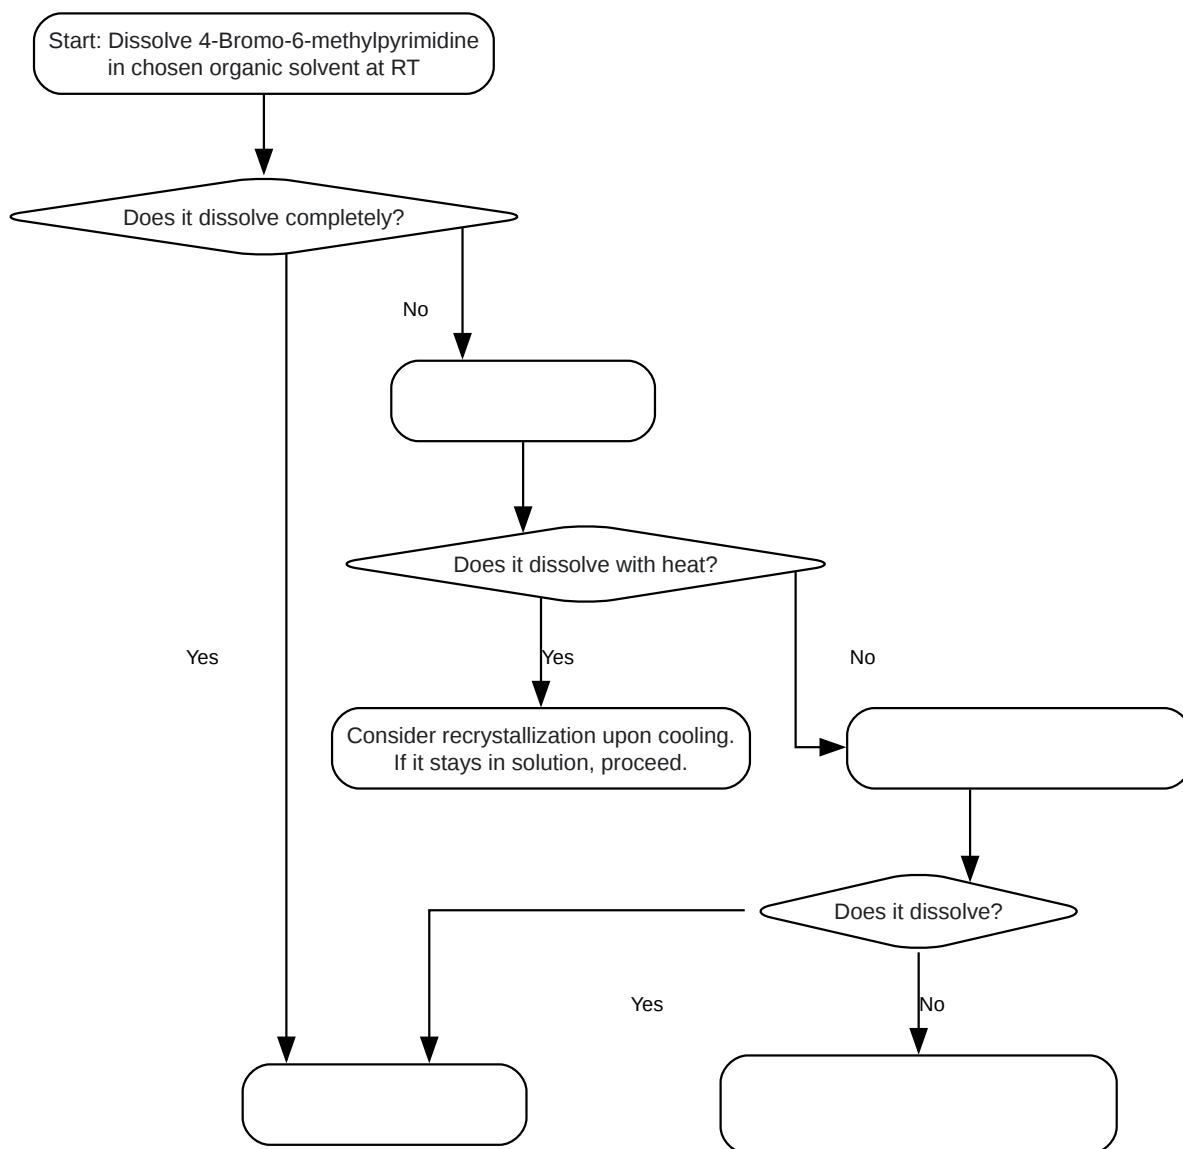 Start: Dissolve 4-Bromo-6-methylpyrimidine
in chosen organic solvent at RT
Does it dissolve completely?
No
Does it dissolve with heat?
Yes
Yes
No
Consider recrystallization upon cooling.
If it stays in solution, proceed.
Does it dissolve?
Yes
No